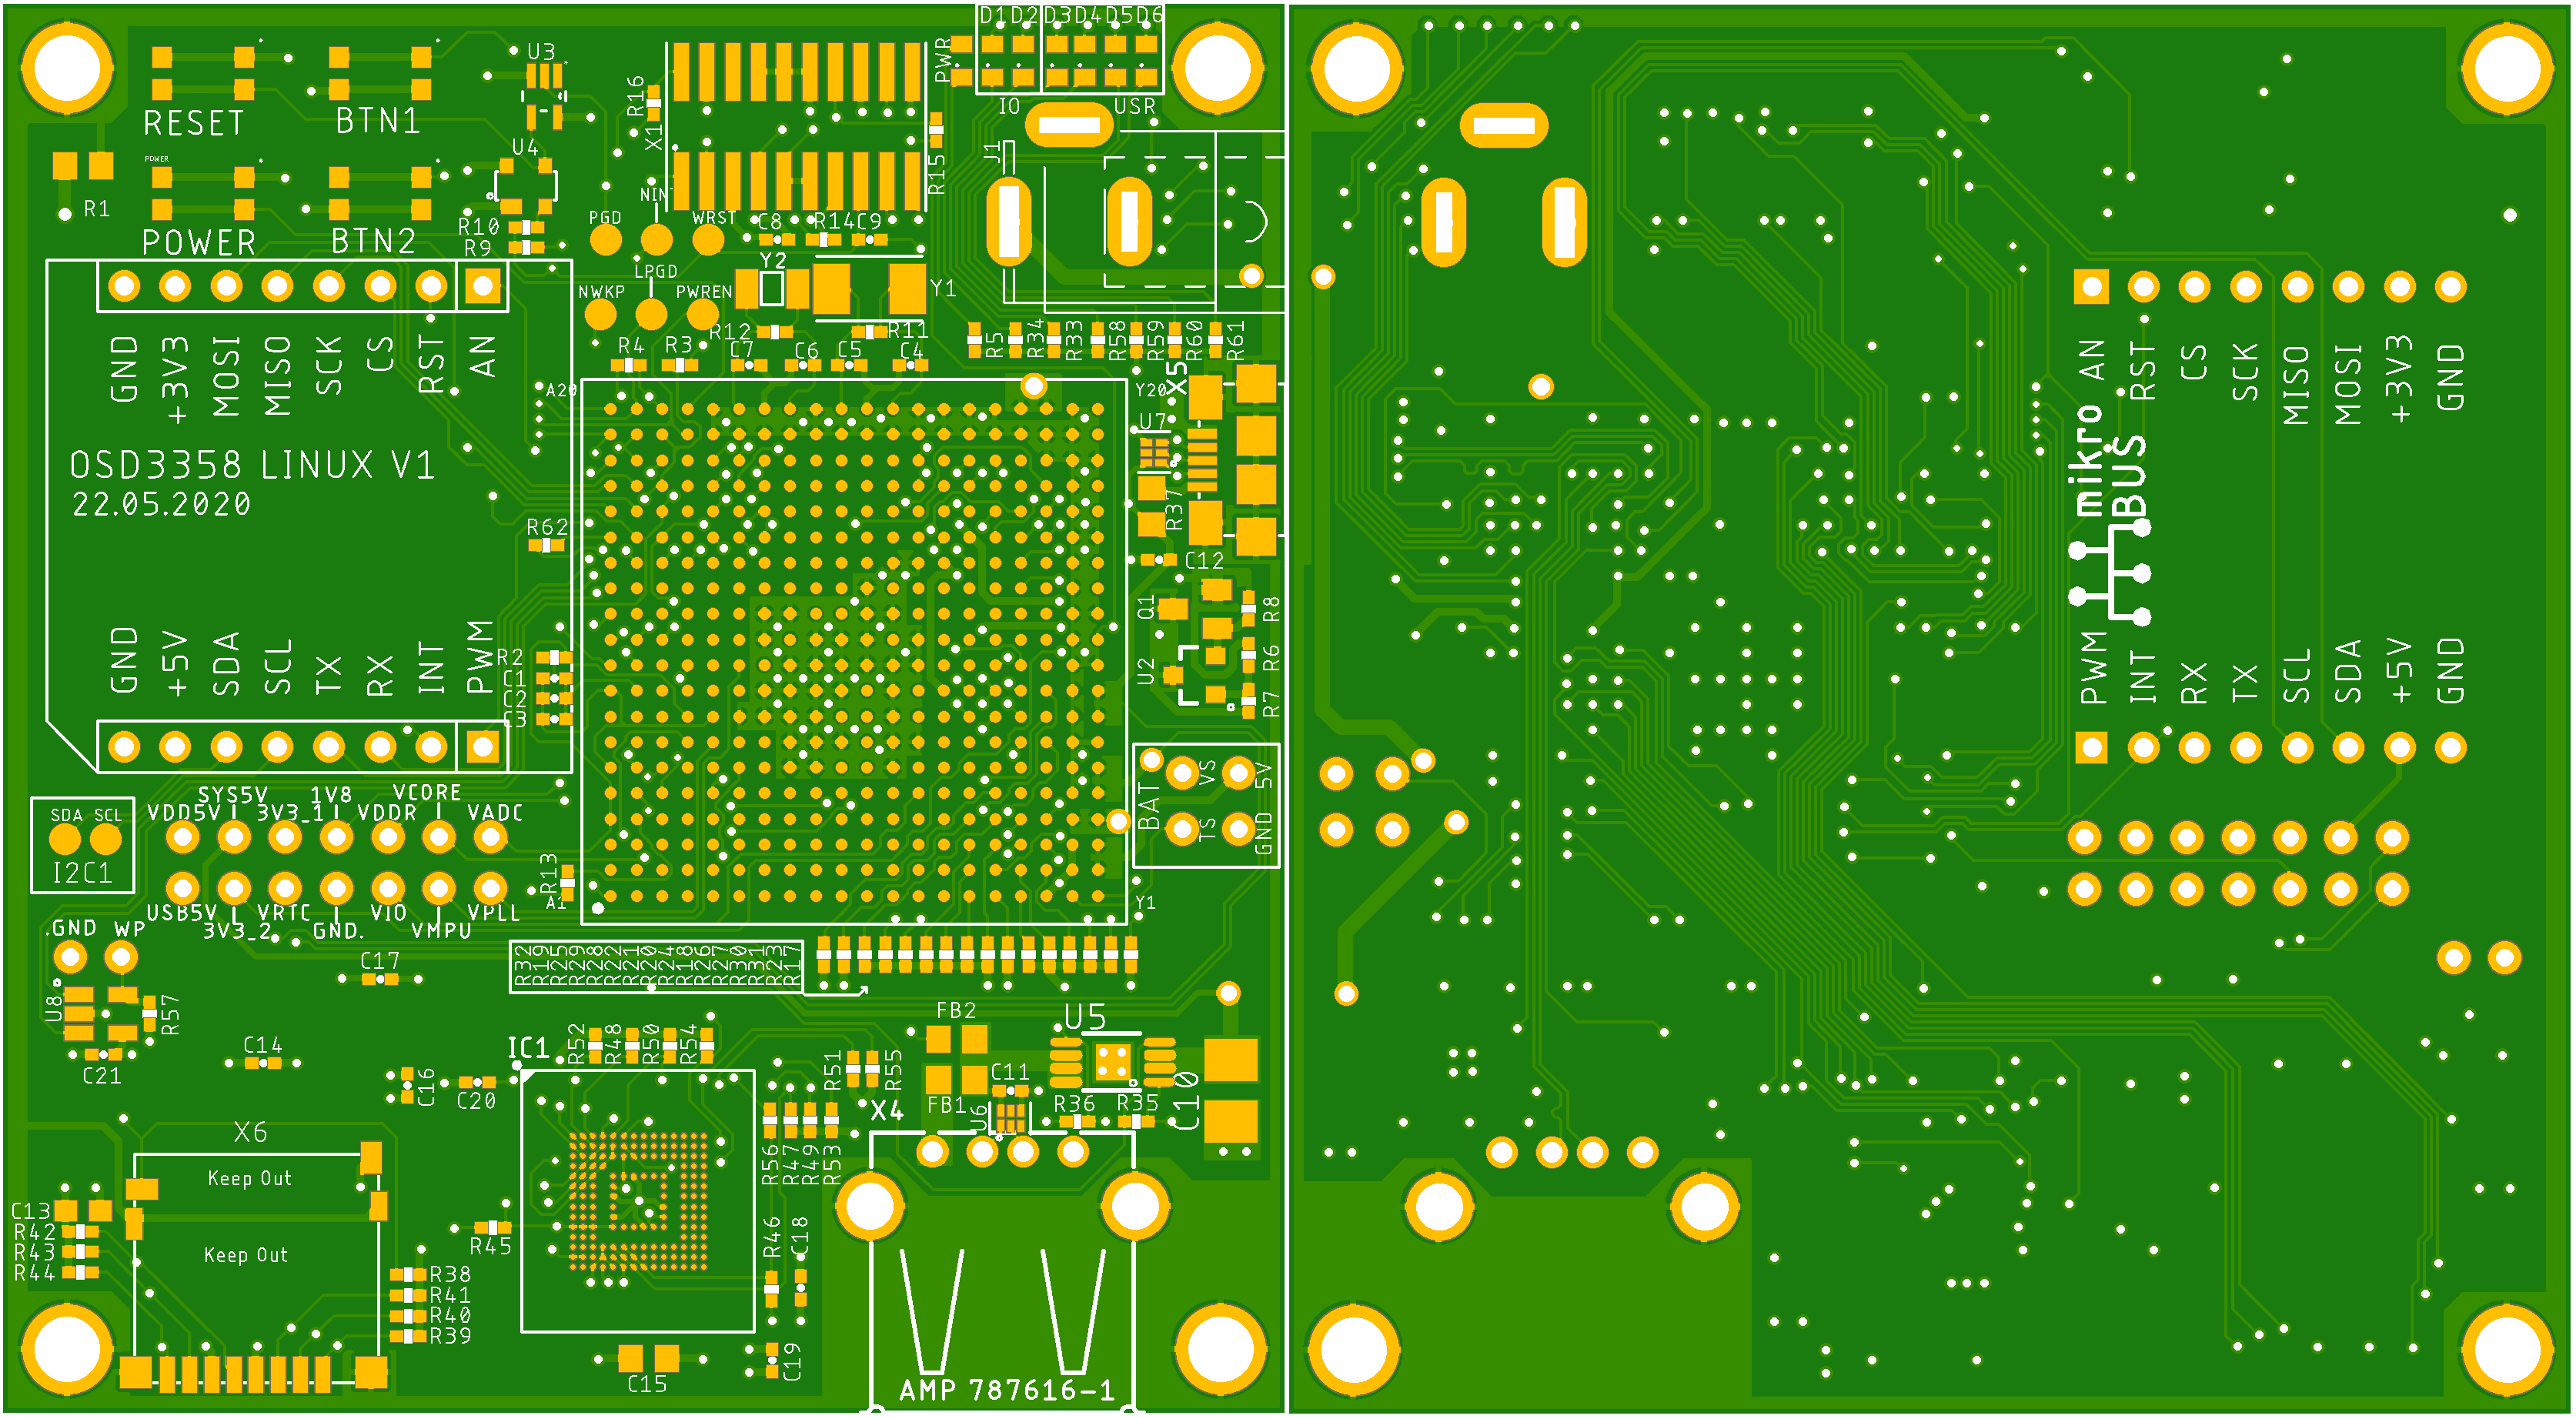 D1 D2 D3 D4 D5 D6
PWR
IO
USR
U3
R16
X1
RESET
BTN1
R15
J1
U4
POWER
R1
R10
R9
POWER
BTN2
PGD
NIN
WRST
C8
R14
C9
LPGD
Y2
NWKP
PWREN
Y1
R12
R11
R4
R3
C7
C6
C5
C4
R5
R34
R33
R58
R59
R60
R61
GND
+3V3
MOSI
MISO
SCK
CS
RST
AN
A20
Y20
X5
U7
R37
OSD3358 LINUX V1
22.05.2020
R62
C12
Q1
R8
R6
U2
R7
GND
+5V
SDA
SCL
TX
RX
INT
PWM
R2
C1
C2
C3
BAT
VS
5V
TS
GND
SYS5V
1V8
VCORE
VDD5V
3V3_1
VDDR
VADC
SDA SCL
I2C1
R13
A1
Y1
USB5V
VRTC
VIO
VPLL
3V3_2
GND.
VMPU
.GND WP
R32
R19
R25
R29
R28
R22
R21
R20
R24
R18
R26
R27
R30
R31
R23
R17
C17
U8
R57
C21
C14
C16
C20
IC1
R52
R48
R50
R54
R51
R55
FB2
FB1
U5
C11
U6
R36
R35
C10
X4
R56
R47
R49
R53
X6
Keep Out
Keep Out
C13
R42
R43
R44
R45
R46
C18
R38
R41
R40
R39
C15
C19
AMP 787616-1
AN
RST
CS
SCK
MISO
MOSI
+3V3
GND
mikro
BUS
PWM
INT
RX
TX
SCL
SDA
+5V
GND